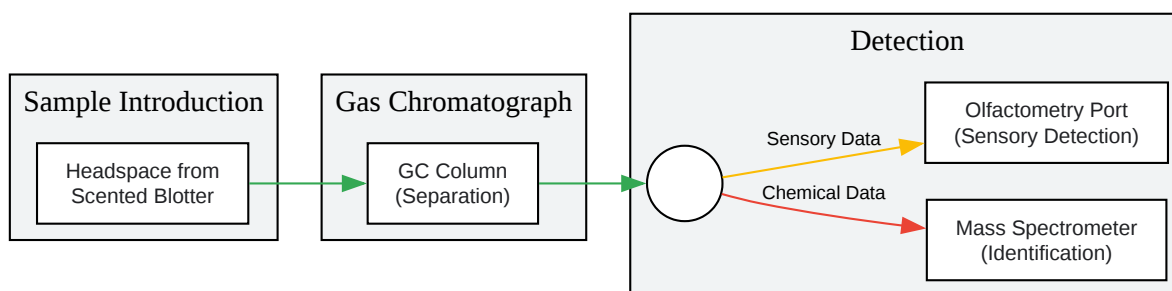 Sample Introduction
Headspace from
Scented Blotter
Gas Chromatograph
GC Column
(Separation)
Detection
Sensory Data
Chemical Data
Olfactometry Port
(Sensory Detection)
Mass Spectrometer
(Identification)